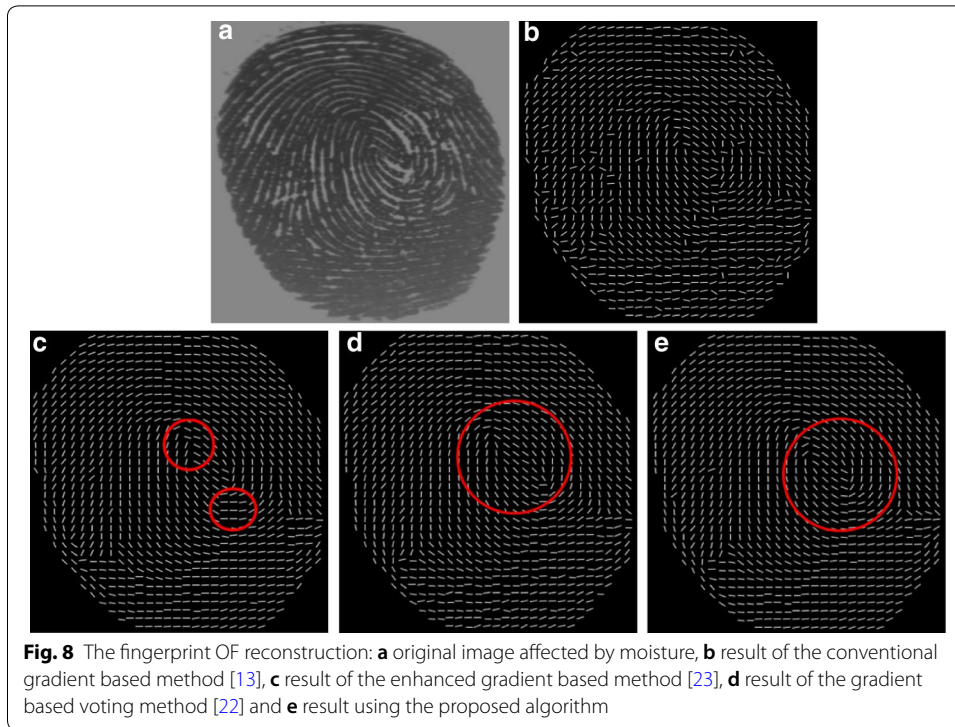 a
b
c
d
e
Fig. 8 The fingerprint OF reconstruction: a original image affected by moisture, b result of the conventional
gradient based method [13], c result of the enhanced gradient based method [23], d result of the gradient
based voting method [22] and e result using the proposed algorithm